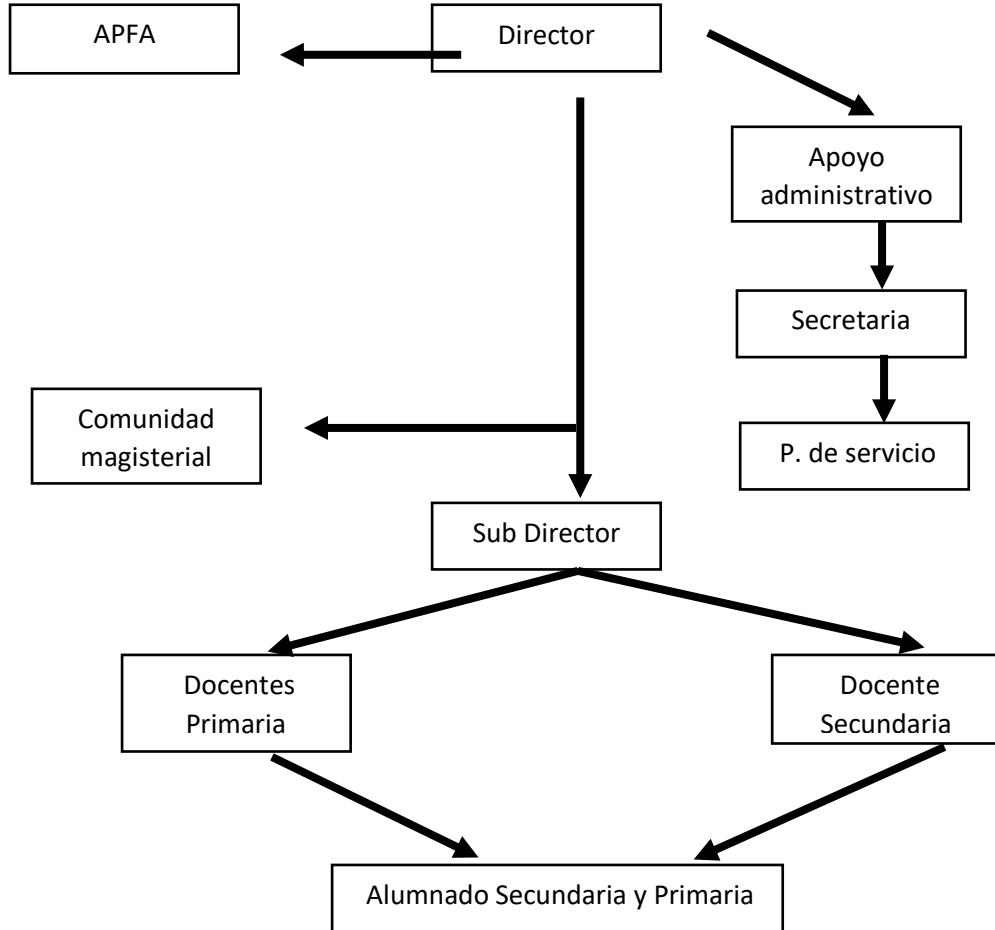 APFA
Director
Apoyo
administrativo
Secretaria
Comunidad
magisterial
P. de servicio
Sub Director
Docentes
Primaria
Docente
Secundaria
Alumnado Secundaria y Primaria